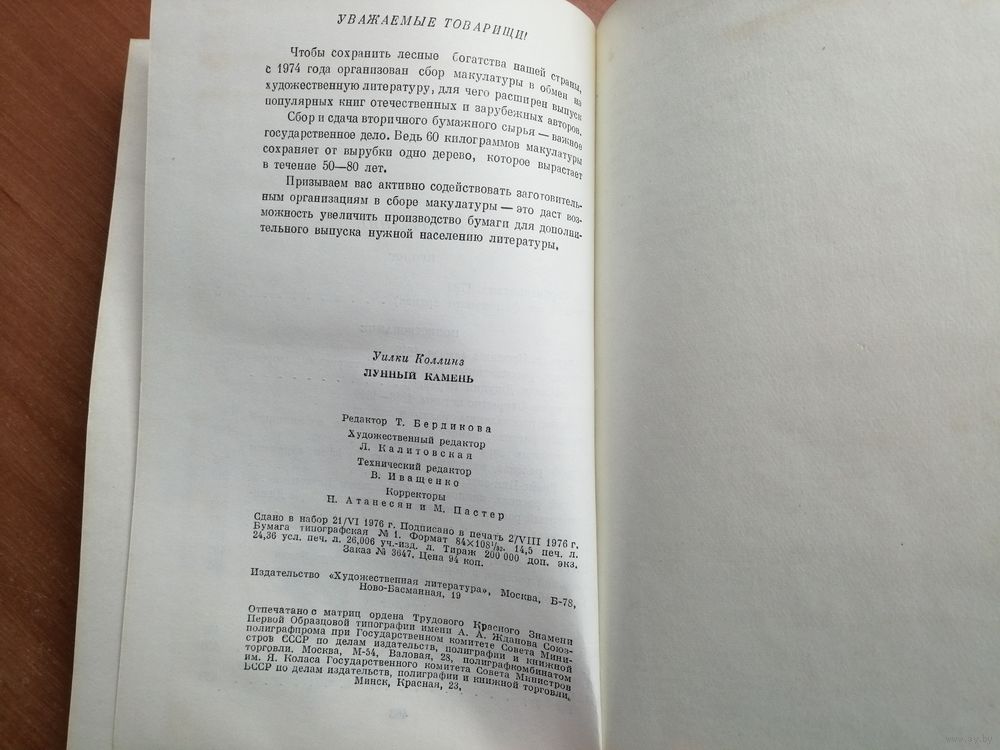 УВАЖАЕМЫЕ ТОВАРИЩИ!
Чтобы сохранить лесные богатства нашей страны,
с 1974 года организован сбор макулатуры в обмен на
художественную литературу, для чего расширен выпуск
популярных книг отечественных и зарубежных авторов.
Сбор и сдача вторичного бумажного сырья — важное
государственное дело. Ведь 60 килограммов макулатуры
сохраняет от вырубки одно дерево, которое вырастает
в течение 50—80 лет.
Призываем вас активно содействовать заготовитель-
ным организациям в сборе макулатуры — это даст воз-
можность увеличить производство бумаги для дополни-
тельного выпуска нужной населению литературы.
Уилки Коллинз
ЛУННЫЙ КАМЕНЬ
Редактор Т. Бердикова
Художественный редактор
Л. Калитовская
Технический редактор
В. Иващенко
Корректоры
Н. Атанесян и М. Пастер
Сдано в набор 21/VI 1976 г. Подписано в печать 2/VIII 1976 г.
Бумага типографская № 1. Формат 84×108¹/₃₂. 14,5 печ. л.
24,36 усл. печ. л. 26,006 уч.-изд. л. Тираж 200 000 доп. экз.
Заказ № 3647. Цена 94 коп.
Издательство «Художественная литература», Москва, Б-78,
Ново-Басманная, 19
Отпечатано с матриц ордена Трудового Красного Знамени
Первой Образцовой типографии имени А. А. Жданова Союз-
полиграфпрома при Государственном комитете Совета Мини-
стров СССР по делам издательств, полиграфии и книжной
торговли. Москва, М-54, Валовая, 28, полиграфкомбинатом
им. Я. Коласа Государственного комитета Совета Министров
БССР по делам издательств, полиграфии и книжной торговли.
Минск, Красная, 23.
www.ay.by